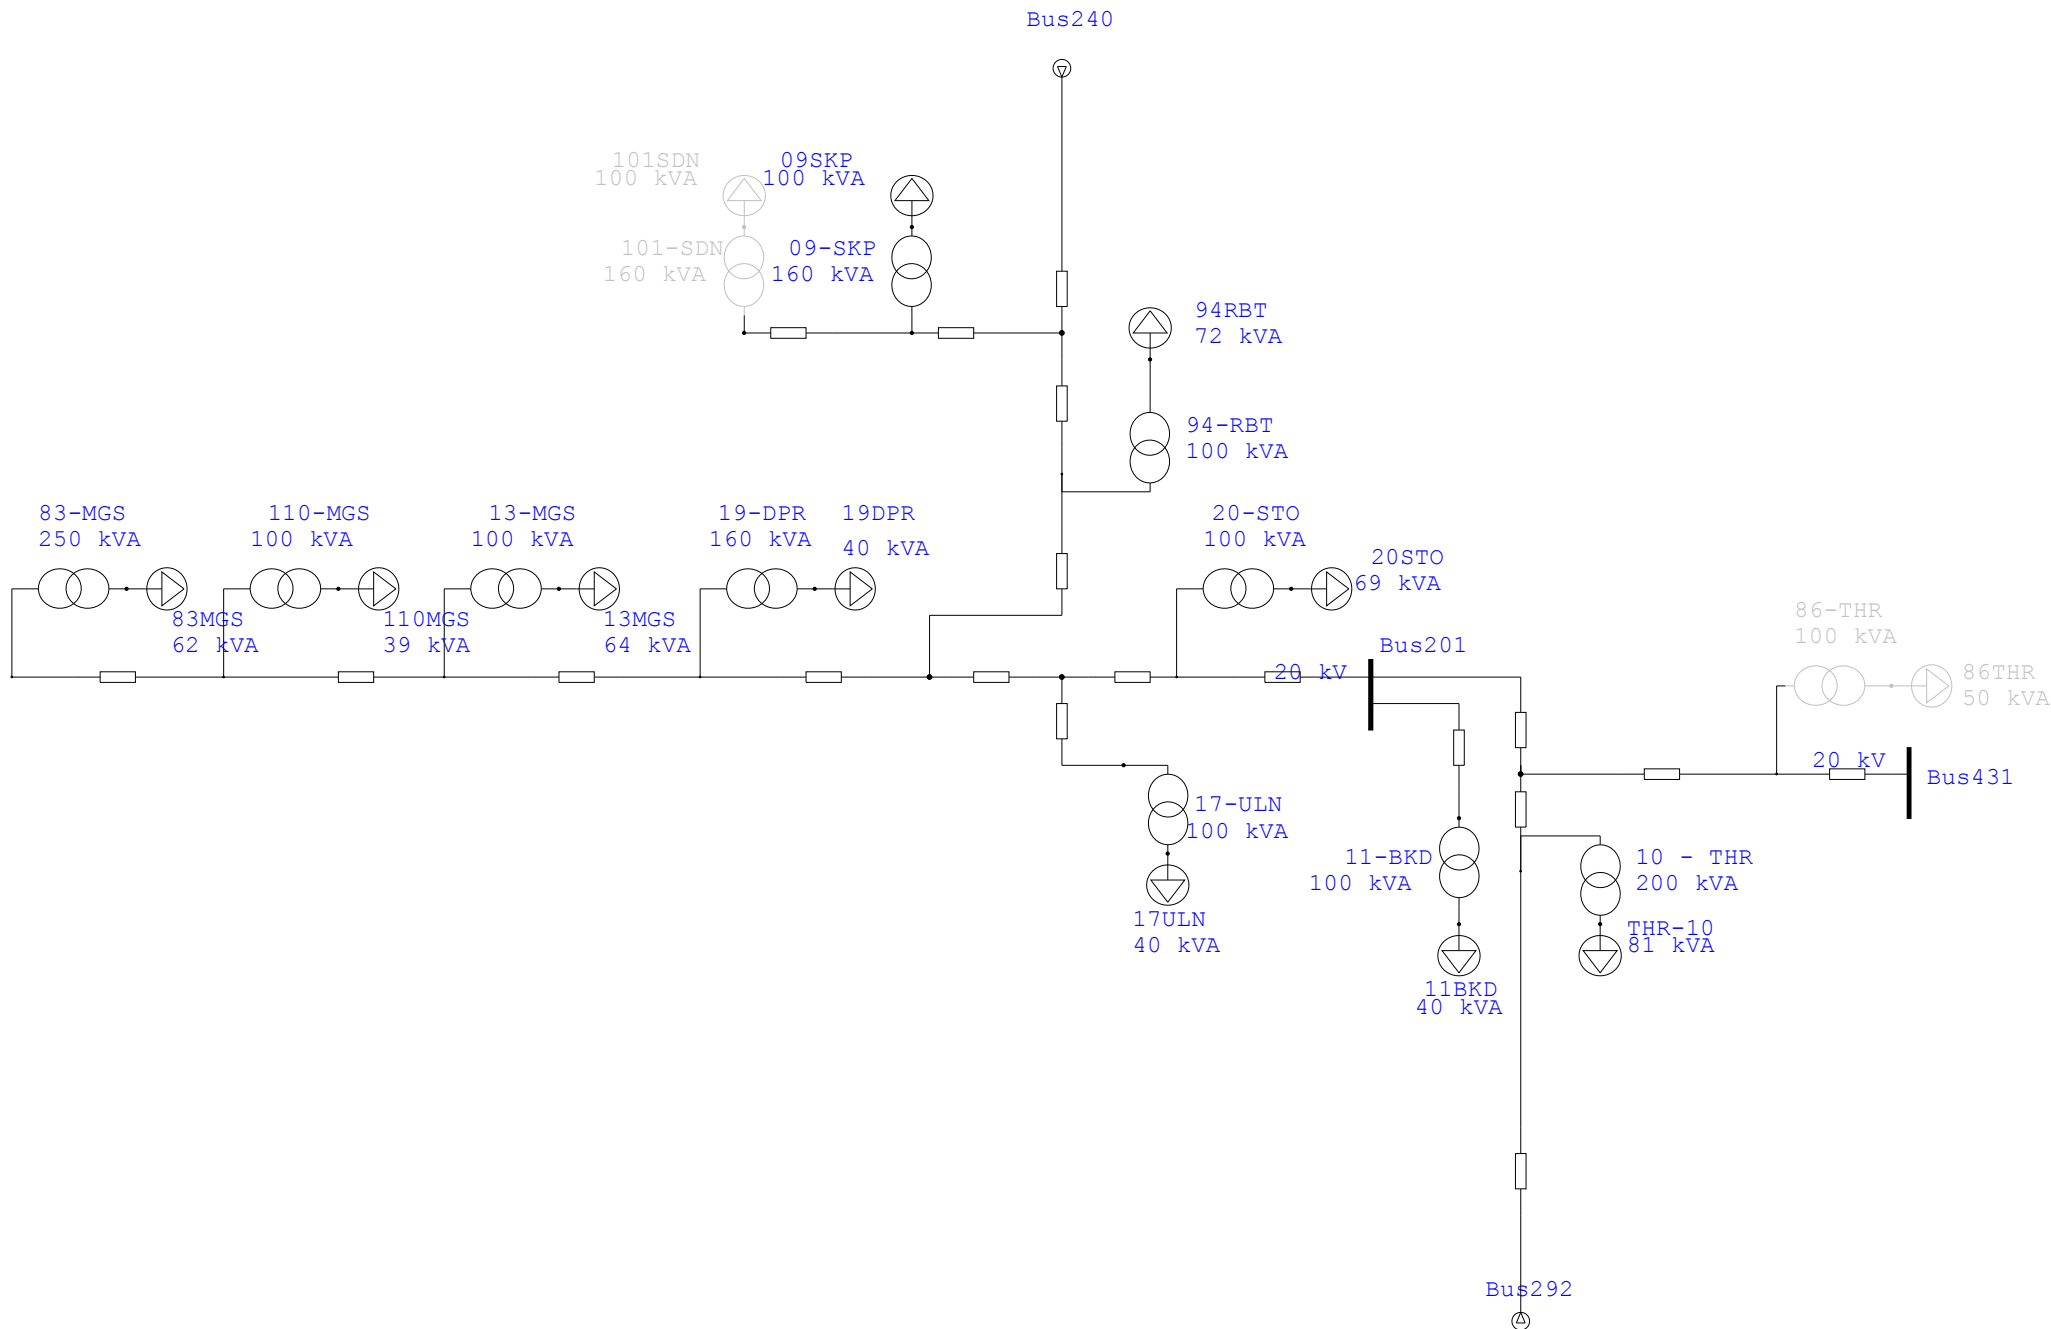 Bus240
101SDN
100 kVA
09SKP
100 kVA
101-SDN
160 kVA
09-SKP
160 kVA
94RBT
72 kVA
94-RBT
100 kVA
83-MGS
250 kVA
110-MGS
100 kVA
13-MGS
100 kVA
19-DPR
160 kVA
19DPR
40 kVA
20-STO
100 kVA
20STO
69 kVA
83MGS
62 kVA
110MGS
39 kVA
13MGS
64 kVA
86-THR
100 kVA
86THR
50 kVA
Bus201
20 kV
20 kV
Bus431
17-ULN
100 kVA
17ULN
40 kVA
11-BKD
100 kVA
11BKD
40 kVA
10 - THR
200 kVA
THR-10
81 kVA
Bus292